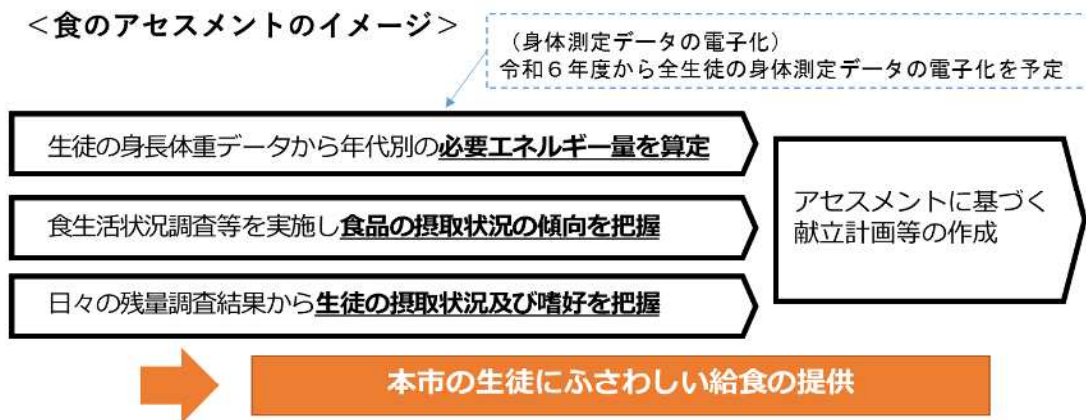 ＜食のアセスメントのイメージ＞
（身体測定データの電子化）
令和６年度から全生徒の身体測定データの電子化を予定
生徒の身長体重データから年代別の必要エネルギー量を算定
食生活状況調査等を実施し食品の摂取状況の傾向を把握
日々の残量調査結果から生徒の摂取状況及び嗜好を把握
アセスメントに基づく
献立計画等の作成
本市の生徒にふさわしい給食の提供